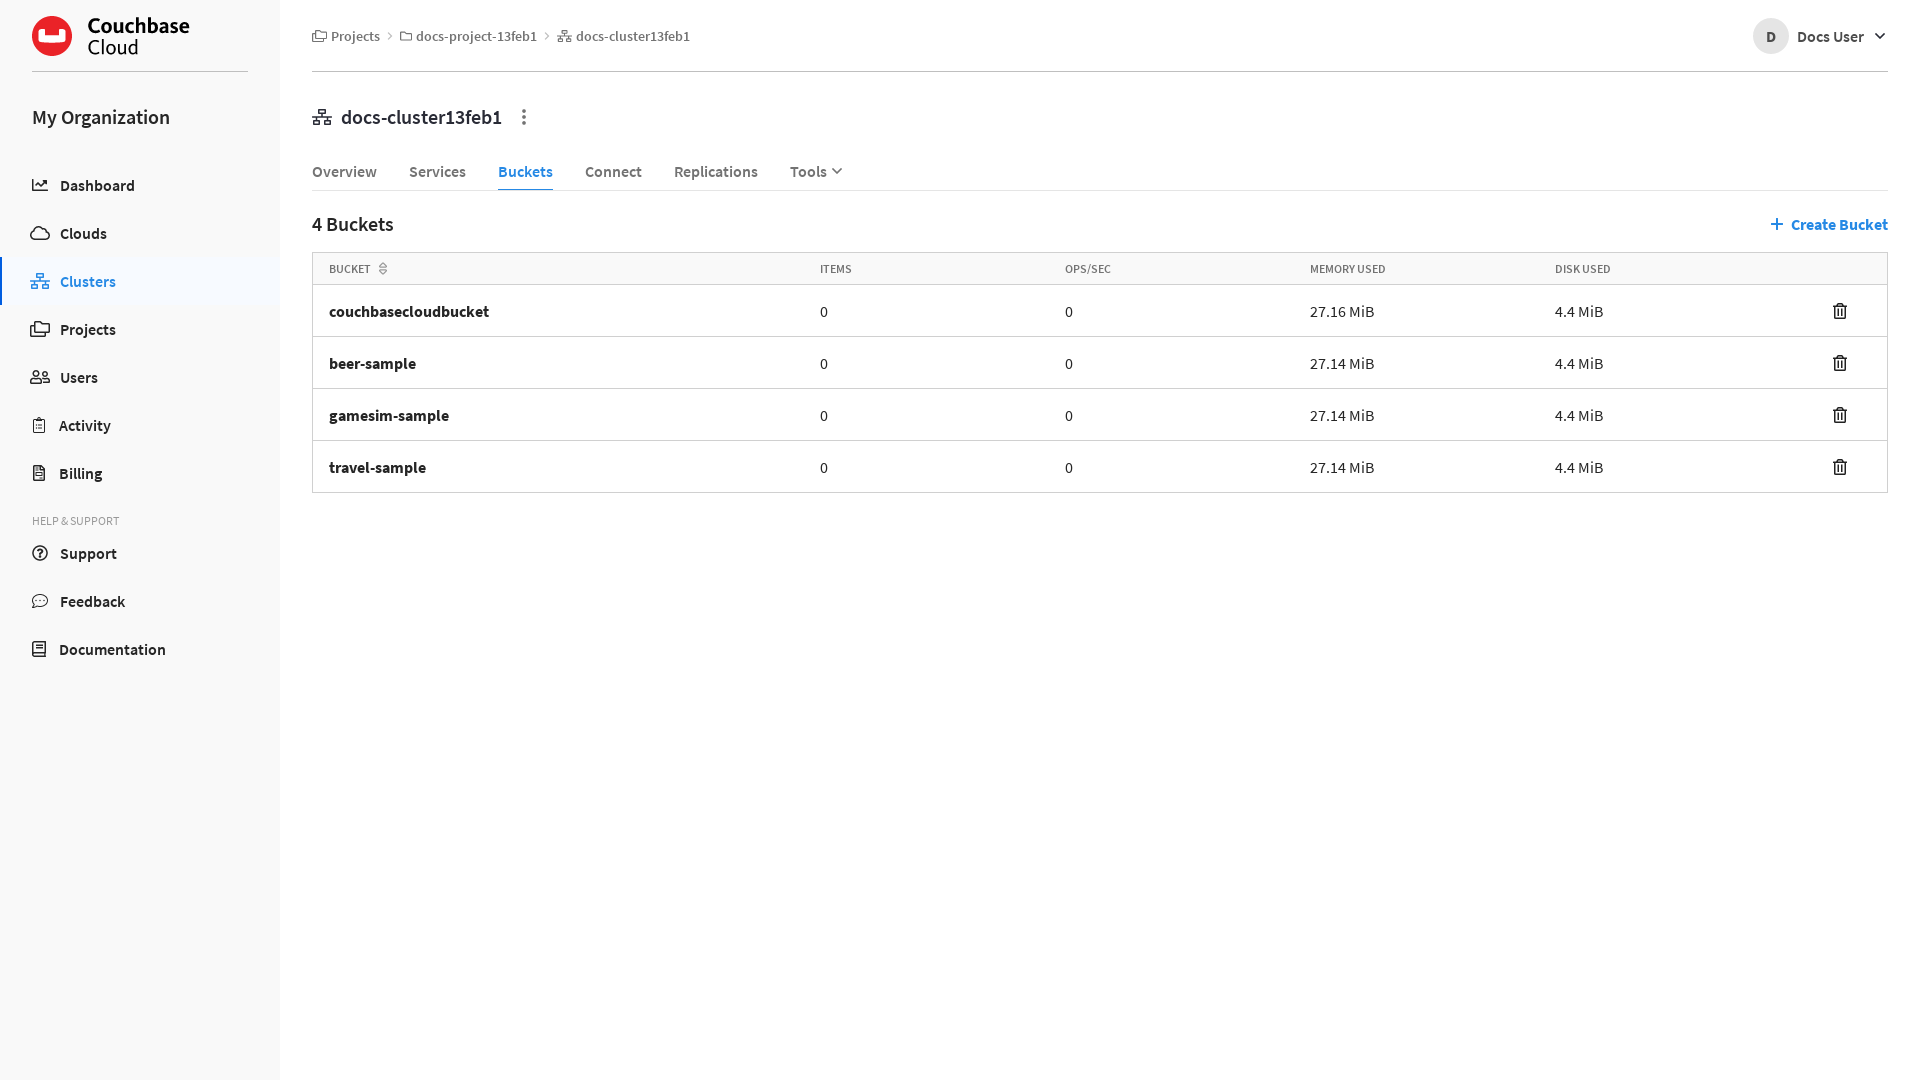 Couchbase
Cloud
My Organization
Dashboard
Clouds
Clusters
Projects
Users
Activity
Billing
HELP & SUPPORT
Support
Feedback
Documentation
Projects > docs-project-13feb1 > docs-cluster13feb1
D Docs User
docs-cluster13feb1
Overview Services Buckets Connect Replications Tools
4 Buckets
+ Create Bucket
BUCKET ITEMS OPS/SEC MEMORY USED DISK USED
couchbasecloudbucket 0 0 27.16 MiB 4.4 MiB
beer-sample 0 0 27.14 MiB 4.4 MiB
gamesim-sample 0 0 27.14 MiB 4.4 MiB
travel-sample 0 0 27.14 MiB 4.4 MiB